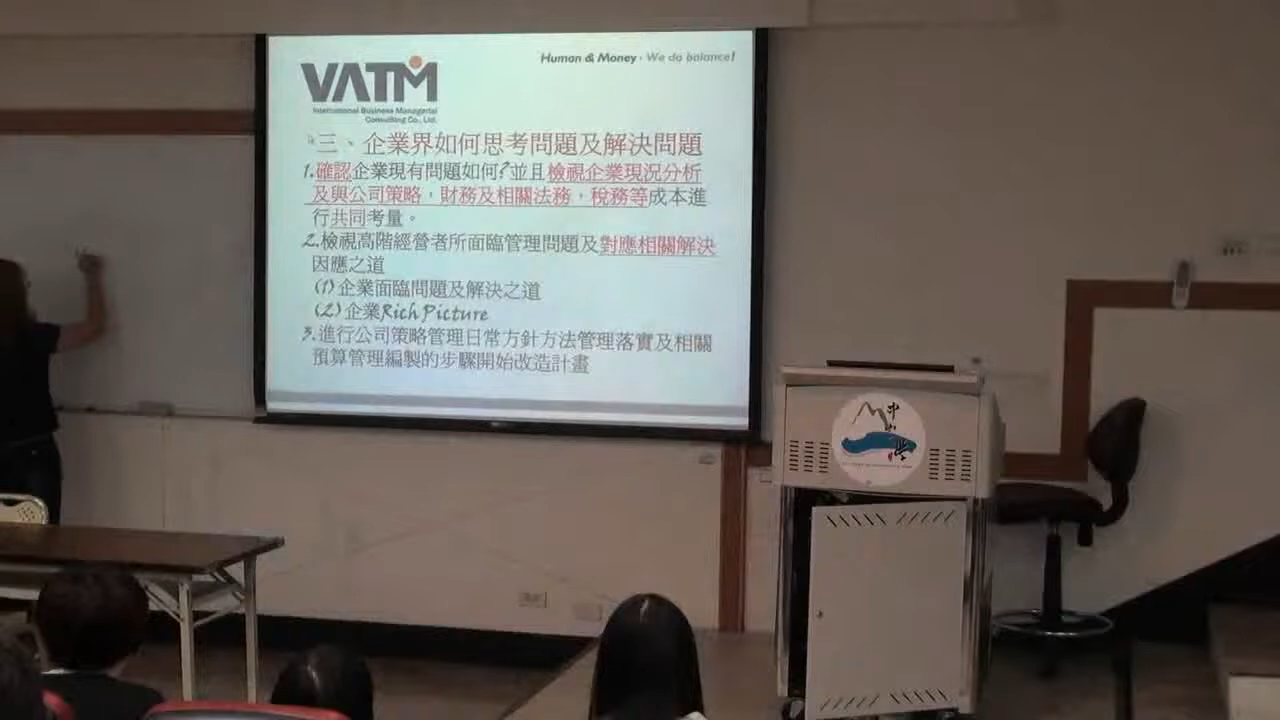 Human & Money · We do balance!
VATM
International Business Managerial
Consulting Co., Ltd.
三、企業界如何思考問題及解決問題
1.確認企業現有問題如何?並且檢視企業現況分析
及與公司策略，財務及相關法務，稅務等成本進
行共同考量。
2.檢視高階經營者所面臨管理問題及對應相關解決
因應之道
(1)企業面臨問題及解決之道
(2)企業Rich Picture
3.進行公司策略管理日常方針方法管理落實及相關
預算管理編製的步驟開始改造計畫